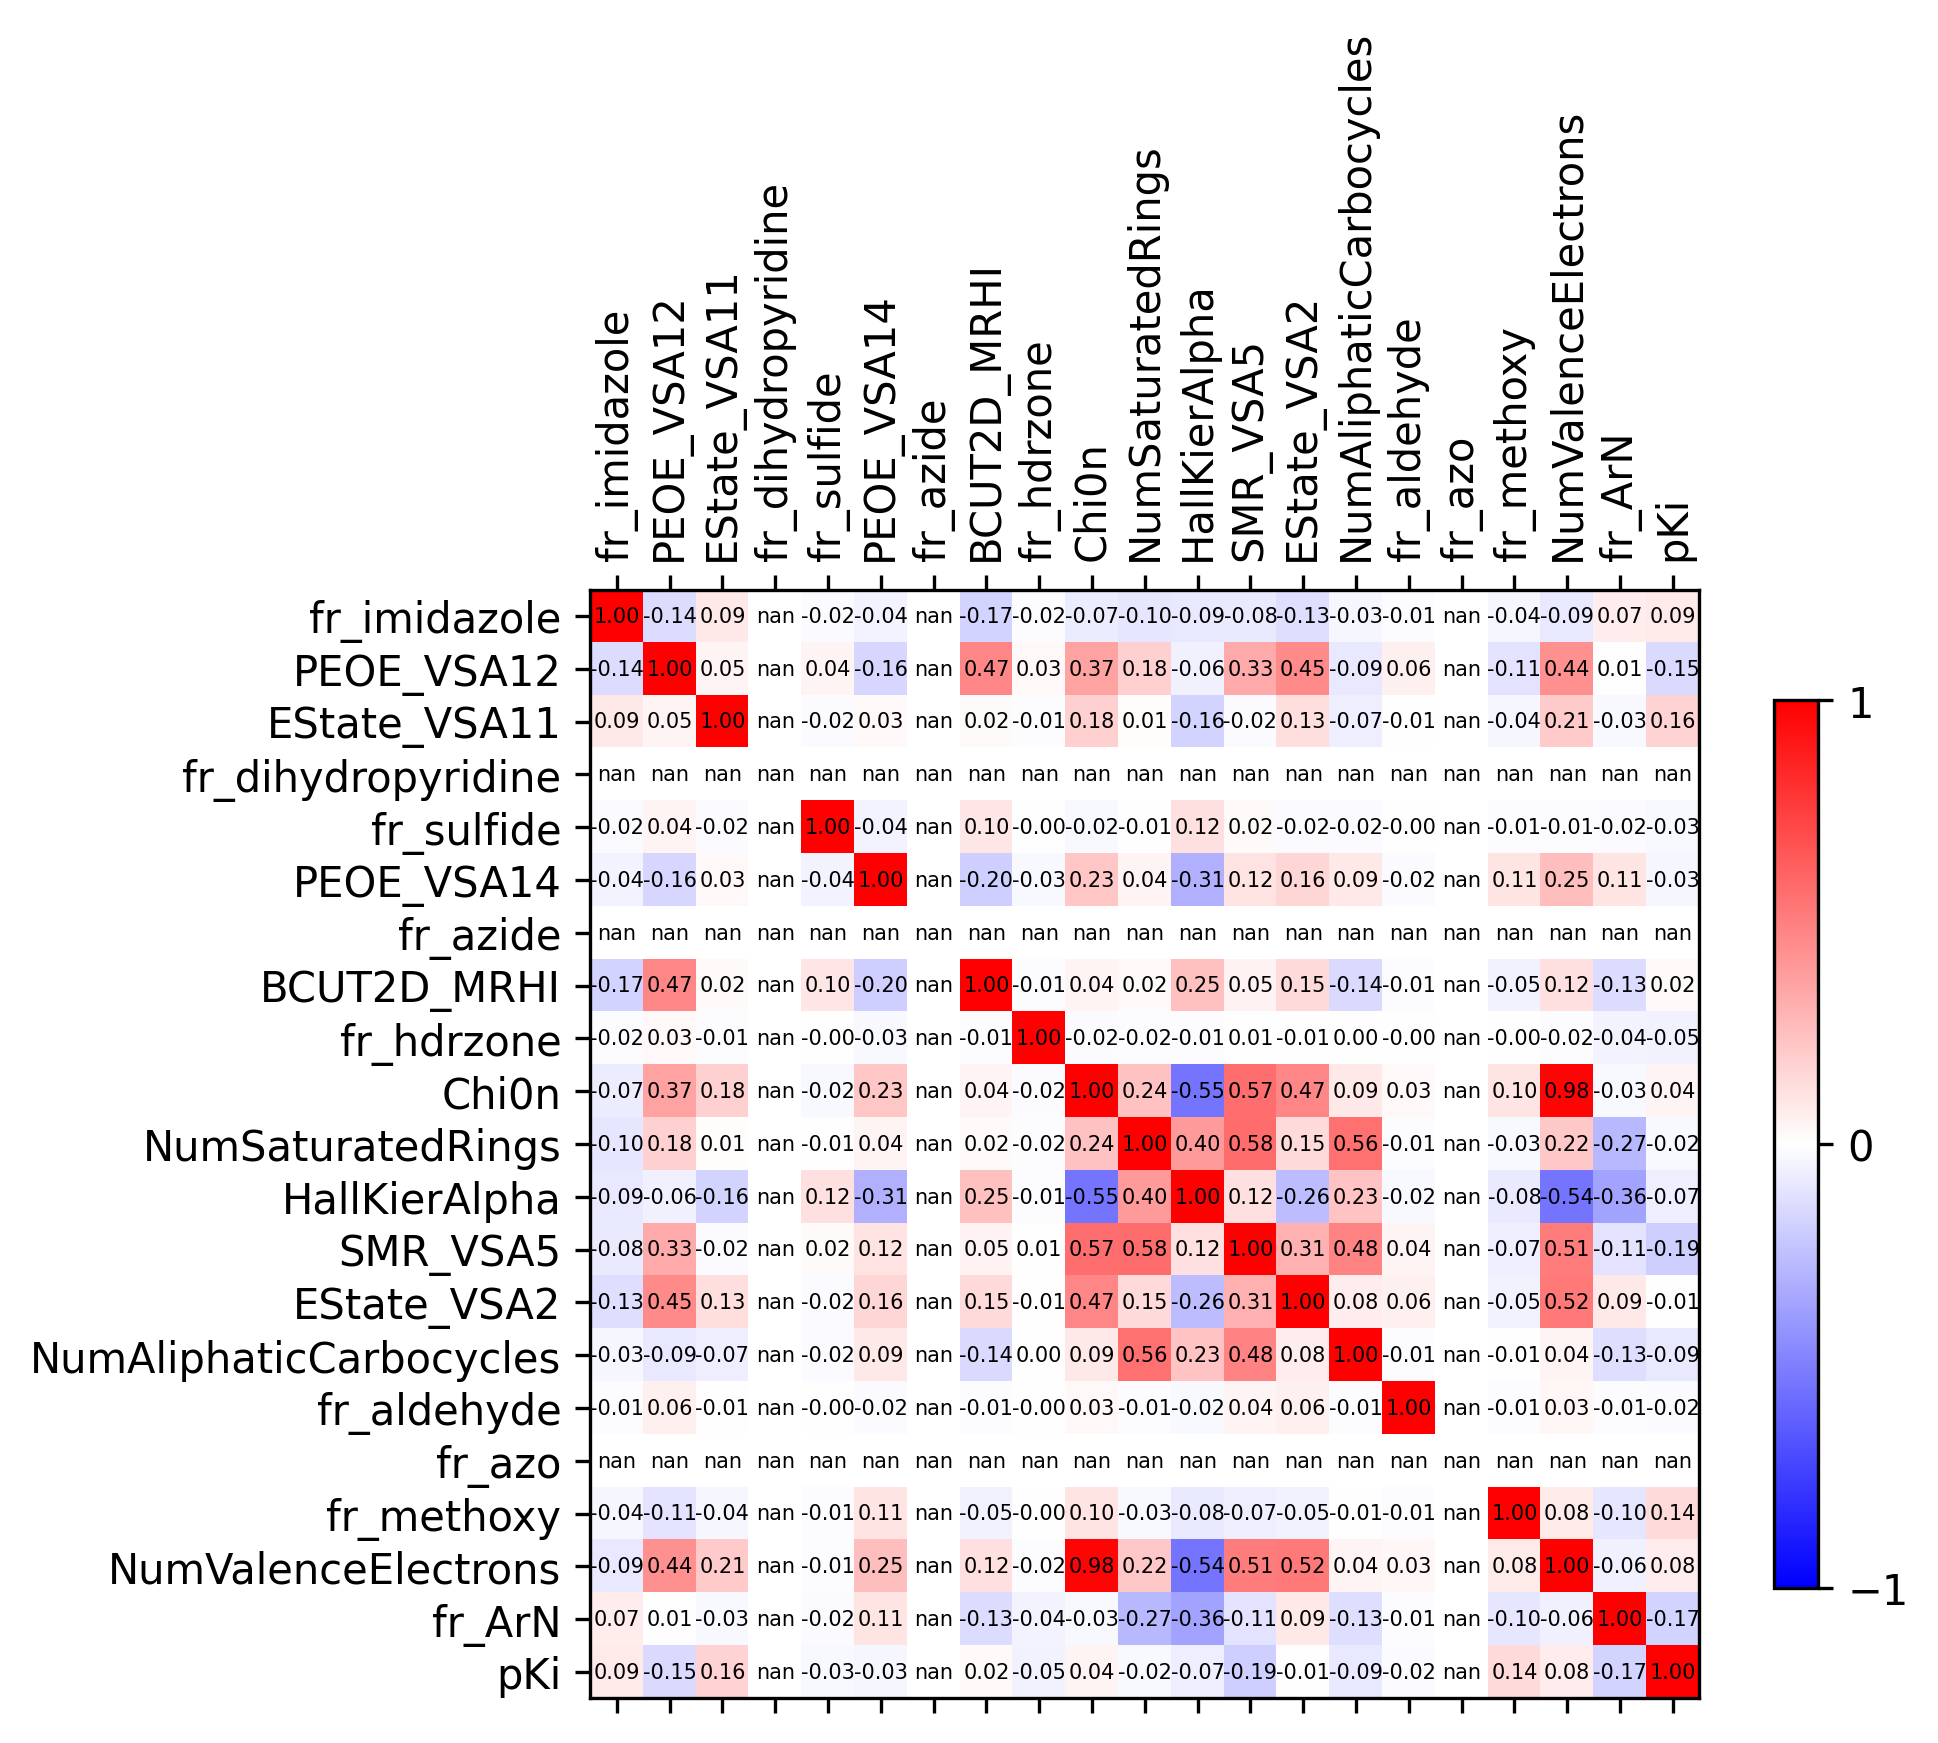 fr_imidazole
PEOE_VSA12
EState_VSA11
fr_dihydropyridine
fr_sulfide
PEOE_VSA14
fr_azide
BCUT2D_MRHI
fr_hdrzone
Chi0n
NumSaturatedRings
HallKierAlpha
SMR_VSA5
EState_VSA2
NumAliphaticCarbocycles
fr_aldehyde
fr_azo
fr_methoxy
NumValenceElectrons
fr_ArN
pKi
fr_imidazole 1.00 -0.14 0.09 nan -0.02 -0.04 nan -0.17 -0.02 -0.07 -0.10 -0.09 -0.08 -0.13 -0.03 -0.01 nan -0.04 -0.09 0.07 0.09
PEOE_VSA12 -0.14 1.00 0.05 nan 0.04 -0.16 nan 0.47 0.03 0.37 0.18 -0.06 0.33 0.45 -0.09 0.06 nan -0.11 0.44 0.01 -0.15
EState_VSA11 0.09 0.05 1.00 nan -0.02 0.03 nan 0.02 -0.01 0.18 0.01 -0.16 -0.02 0.13 -0.07 -0.01 nan -0.04 0.21 -0.03 0.16
fr_dihydropyridine nan nan nan nan nan nan nan nan nan nan nan nan nan nan nan nan nan nan nan nan nan
fr_sulfide -0.02 0.04 -0.02 nan 1.00 -0.04 nan 0.10 -0.00 -0.02 -0.01 0.12 0.02 -0.02 -0.02 -0.00 nan -0.01 -0.01 -0.02 -0.03
PEOE_VSA14 -0.04 -0.16 0.03 nan -0.04 1.00 nan -0.20 -0.03 0.23 0.04 -0.31 0.12 0.16 0.09 -0.02 nan 0.11 0.25 0.11 -0.03
fr_azide nan nan nan nan nan nan nan nan nan nan nan nan nan nan nan nan nan nan nan nan nan
BCUT2D_MRHI -0.17 0.47 0.02 nan 0.10 -0.20 nan 1.00 -0.01 0.04 0.02 0.25 0.05 0.15 -0.14 -0.01 nan -0.05 0.12 -0.13 0.02
fr_hdrzone -0.02 0.03 -0.01 nan -0.00 -0.03 nan -0.01 1.00 -0.02 -0.02 -0.01 0.01 -0.01 0.00 -0.00 nan -0.00 -0.02 -0.04 -0.05
Chi0n -0.07 0.37 0.18 nan -0.02 0.23 nan 0.04 -0.02 1.00 0.24 -0.55 0.57 0.47 0.09 0.03 nan 0.10 0.98 -0.03 0.04
NumSaturatedRings -0.10 0.18 0.01 nan -0.01 0.04 nan 0.02 -0.02 0.24 1.00 0.40 0.58 0.15 0.56 -0.01 nan -0.03 0.22 -0.27 -0.02
HallKierAlpha -0.09 -0.06 -0.16 nan 0.12 -0.31 nan 0.25 -0.01 -0.55 0.40 1.00 0.12 -0.26 0.23 -0.02 nan -0.08 -0.54 -0.36 -0.07
SMR_VSA5 -0.08 0.33 -0.02 nan 0.02 0.12 nan 0.05 0.01 0.57 0.58 0.12 1.00 0.31 0.48 0.04 nan -0.07 0.51 -0.11 -0.19
EState_VSA2 -0.13 0.45 0.13 nan -0.02 0.16 nan 0.15 -0.01 0.47 0.15 -0.26 0.31 1.00 0.08 0.06 nan -0.05 0.52 0.09 -0.01
NumAliphaticCarbocycles -0.03 -0.09 -0.07 nan -0.02 0.09 nan -0.14 0.00 0.09 0.56 0.23 0.48 0.08 1.00 -0.01 nan -0.01 0.04 -0.13 -0.09
fr_aldehyde -0.01 0.06 -0.01 nan -0.00 -0.02 nan -0.01 -0.00 0.03 -0.01 -0.02 0.04 0.06 -0.01 1.00 nan -0.01 0.03 -0.01 -0.02
fr_azo nan nan nan nan nan nan nan nan nan nan nan nan nan nan nan nan nan nan nan nan nan
fr_methoxy -0.04 -0.11 -0.04 nan -0.01 0.11 nan -0.05 -0.00 0.10 -0.03 -0.08 -0.07 -0.05 -0.01 -0.01 nan 1.00 0.08 -0.10 0.14
NumValenceElectrons -0.09 0.44 0.21 nan -0.01 0.25 nan 0.12 -0.02 0.98 0.22 -0.54 0.51 0.52 0.04 0.03 nan 0.08 1.00 -0.06 0.08
fr_ArN 0.07 0.01 -0.03 nan -0.02 0.11 nan -0.13 -0.04 -0.03 -0.27 -0.36 -0.11 0.09 -0.13 -0.01 nan -0.10 -0.06 1.00 -0.17
pKi 0.09 -0.15 0.16 nan -0.03 -0.03 nan 0.02 -0.05 0.04 -0.02 -0.07 -0.19 -0.01 -0.09 -0.02 nan 0.14 0.08 -0.17 1.00
1
0
−1